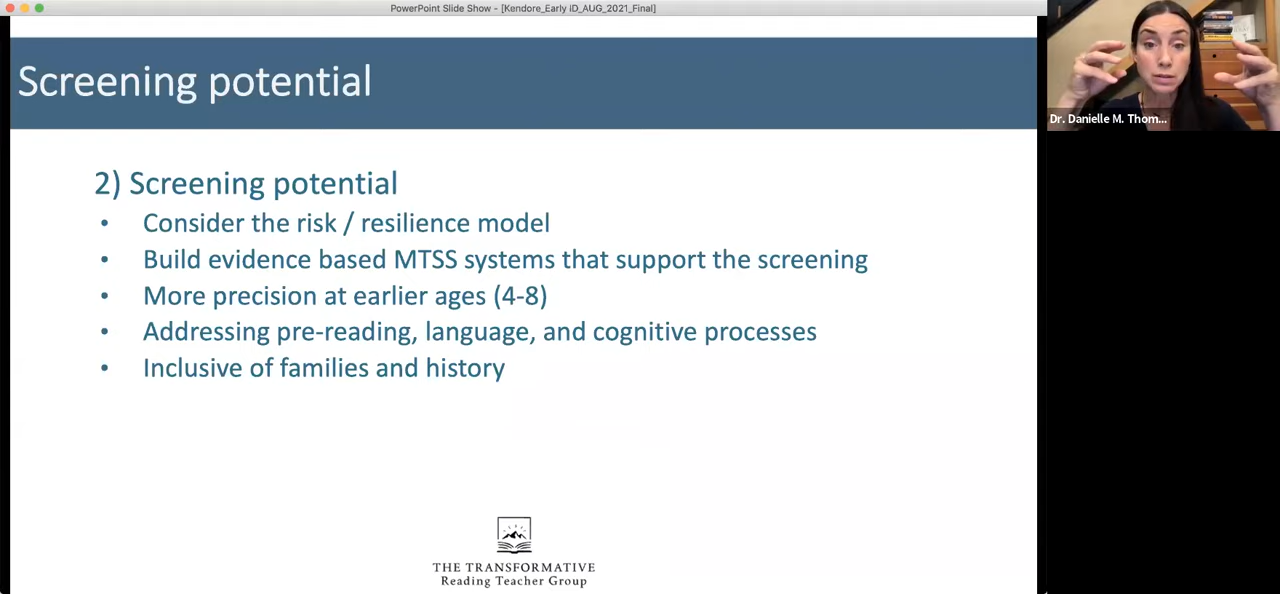 PowerPoint Slide Show - [Kendore_Early iD_AUG_2021_Final]
Screening potential
Dr. Danielle M. Thom...
2) Screening potential
• Consider the risk / resilience model
• Build evidence based MTSS systems that support the screening
• More precision at earlier ages (4-8)
• Addressing pre-reading, language, and cognitive processes
• Inclusive of families and history
THE TRANSFORMATIVE
Reading Teacher Group